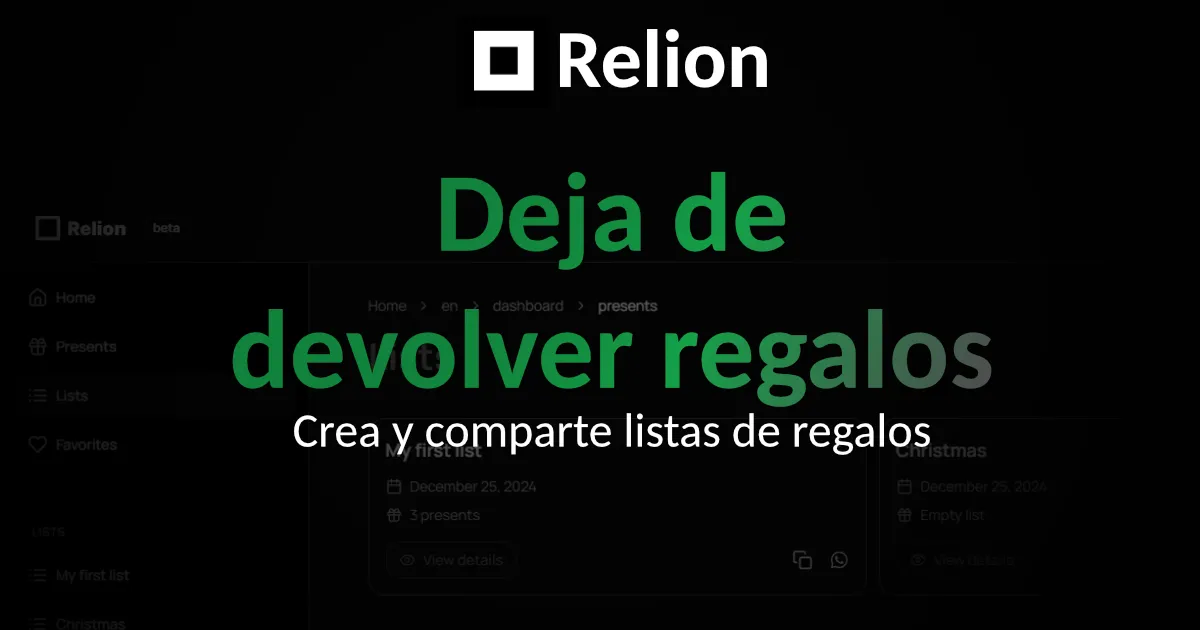 Relion
Deja de
devolver regalos
Crea y comparte listas de regalos
Relion beta
Home
Presents
Lists
Favorites
LISTS
My first list
Christmas
Home > en > dashboard > presents
lists
My first list
December 25, 2024
3 presents
View details
Christmas
December 25, 2024
Empty list
View details